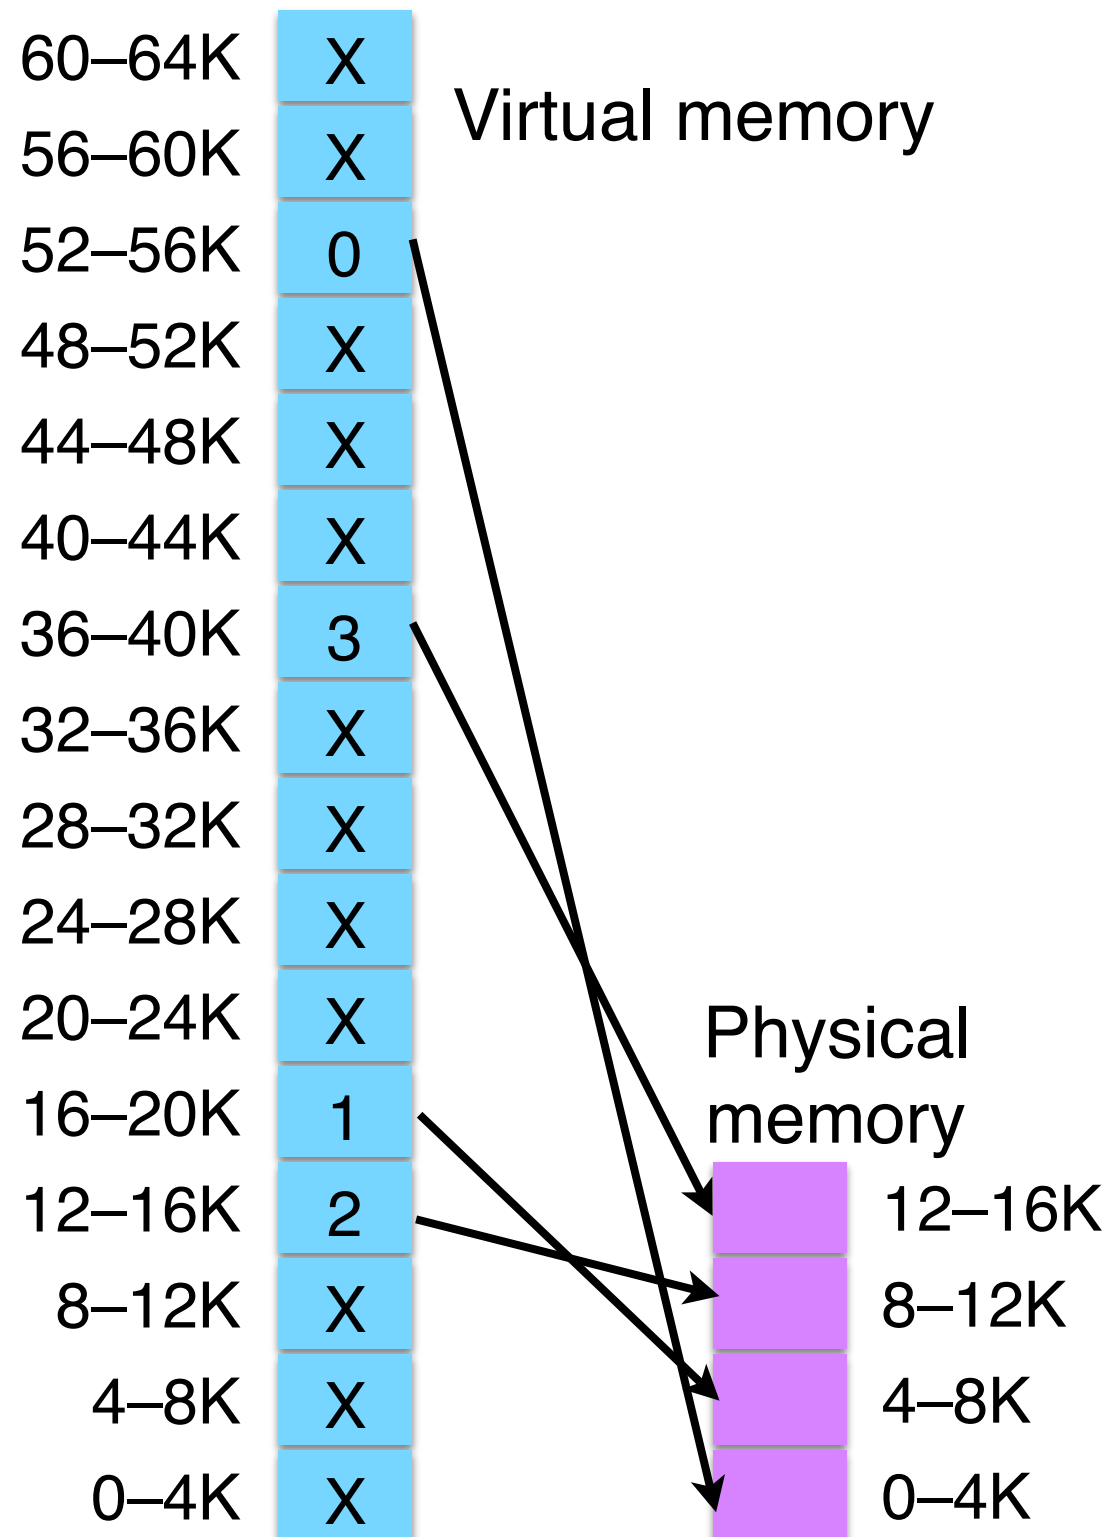 60–64K X
Virtual memory
56–60K X
52–56K 0
48–52K X
44–48K X
40–44K X
36–40K 3
32–36K X
28–32K X
24–28K X
20–24K X
Physical
16–20K 1
memory
12–16K 2
12–16K
8–12K X
8–12K
4–8K X
4–8K
0–4K X
0–4K